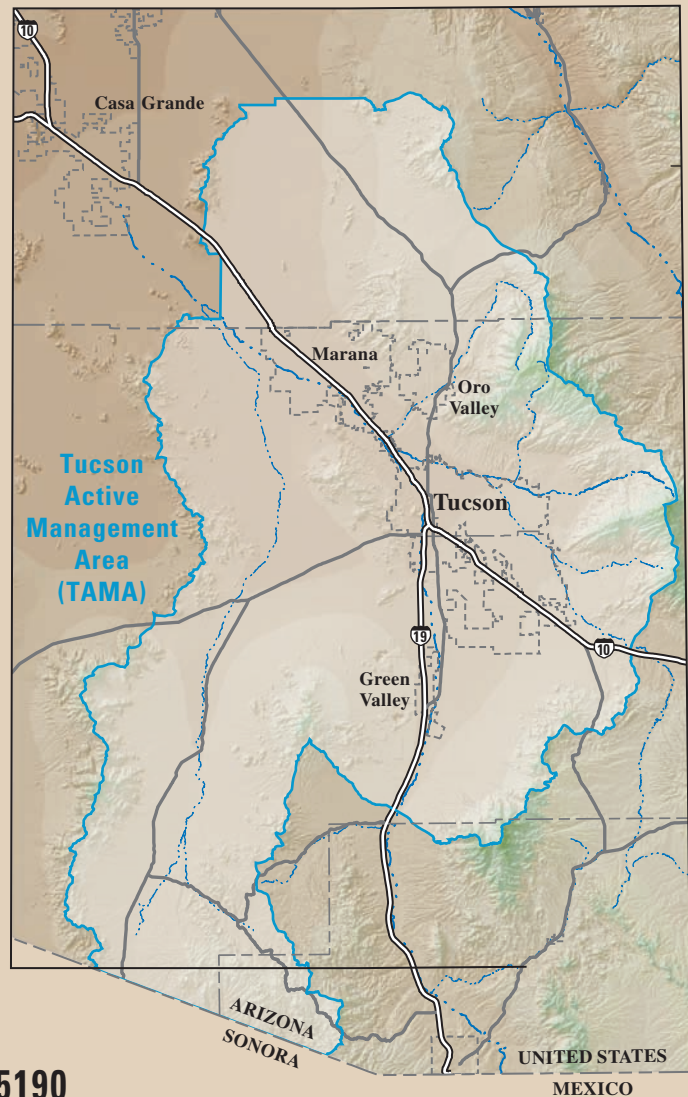 10
Casa Grande
Marana
Oro
Valley
Tucson
Active
Management
Area
(TAMA)
Tucson
19
10
Green
Valley
ARIZONA
SONORA
UNITED STATES
MEXICO
5190